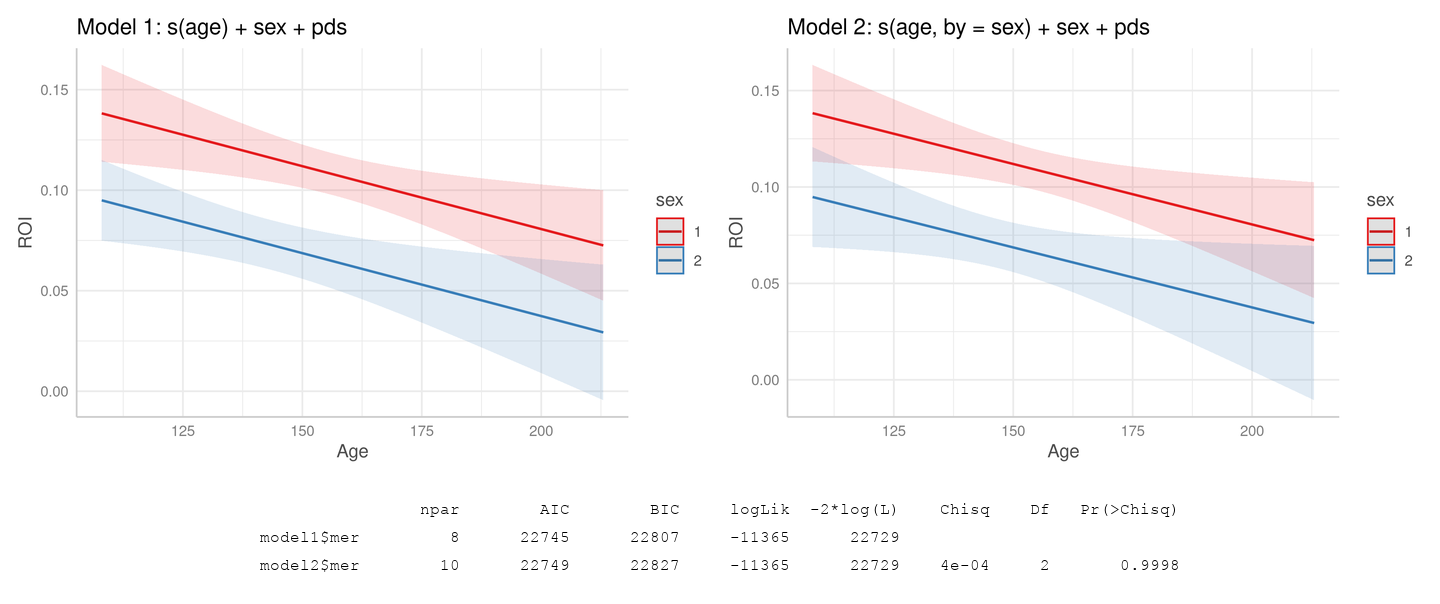 Model 1: s(age) + sex + pds
0.15
0.10
0.05
0.00
ROI
125 150 175 200
Age
sex
1
2
Model 2: s(age, by = sex) + sex + pds
0.15
0.10
0.05
0.00
ROI
125 150 175 200
Age
sex
1
2
npar AIC BIC logLik -2*log(L) Chisq Df Pr(>Chisq)
model1$mer 8 22745 22807 -11365 22729
model2$mer 10 22749 22827 -11365 22729 4e-04 2 0.9998